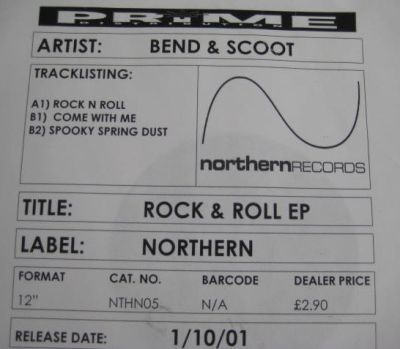 PRIME
ARTIST: BEND & SCOOT
TRACKLISTING:
A1) ROCK N ROLL
B1) COME WITH ME
B2) SPOOKY SPRING DUST
northernRECORDS
TITLE: ROCK & ROLL EP
LABEL: NORTHERN
FORMAT CAT. NO. BARCODE DEALER PRICE
12" NTHN05 N/A £2.90
RELEASE DATE: 1/10/01